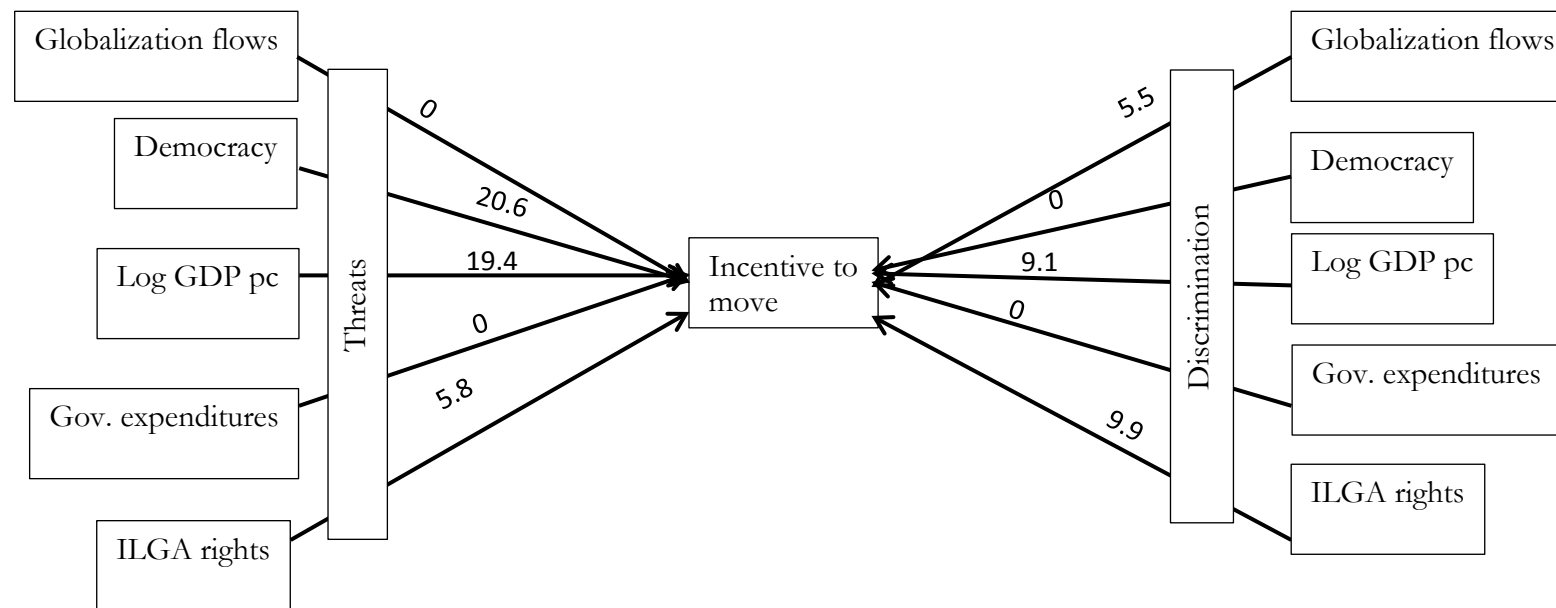 Globalization flows
0
Democracy
20.6
Log GDP pc
19.4
Gov. expenditures
0
ILGA rights
5.8
Threats
Incentive to
move
Discrimination
Globalization flows
5.5
Democracy
0
Log GDP pc
9.1
Gov. expenditures
0
ILGA rights
9.9